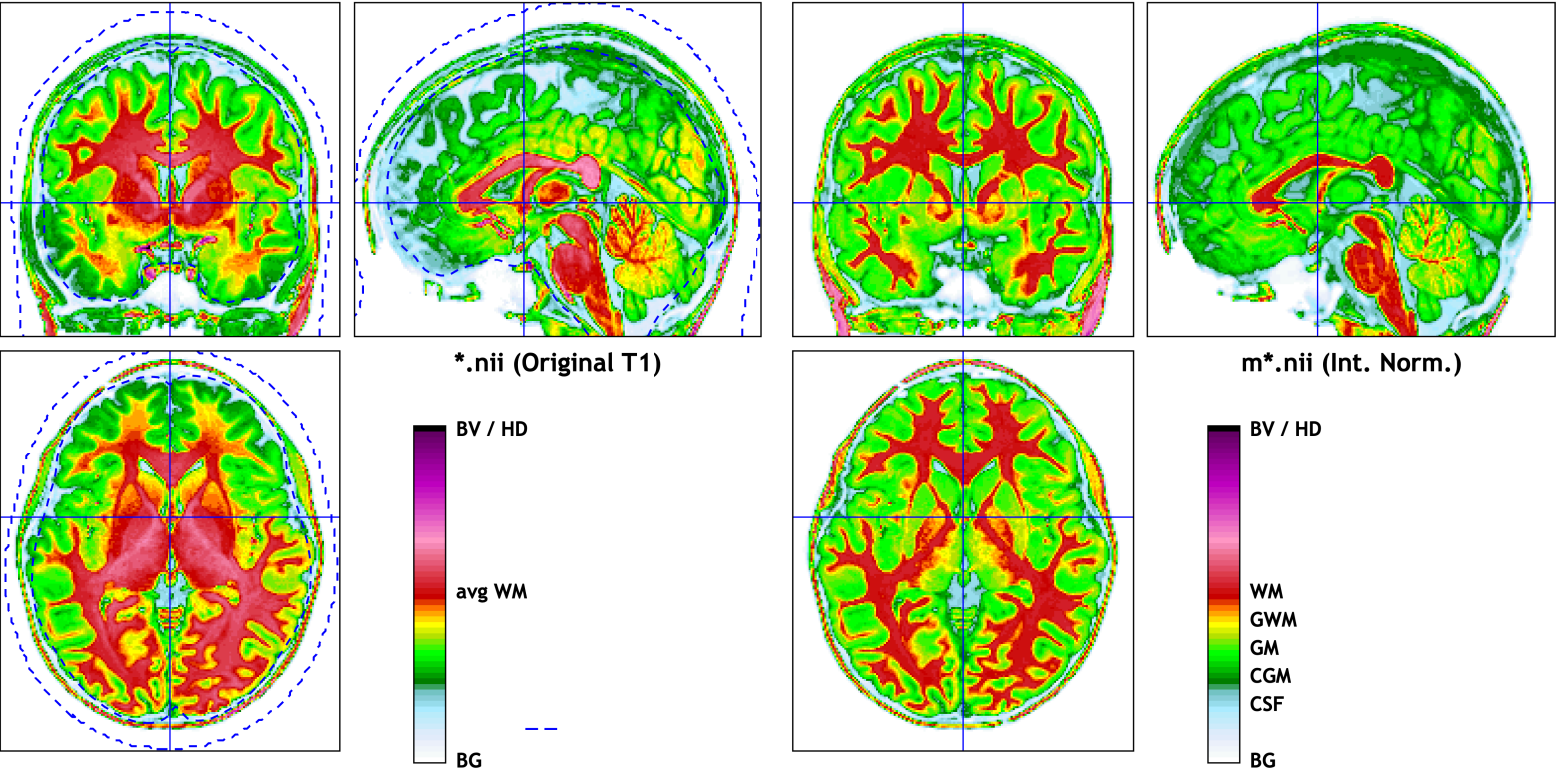 *.nii (Original T1)
BV / HD
avg WM
BG
m*.nii (Int. Norm.)
BV / HD
WM
GWM
GM
CGM
CSF
BG